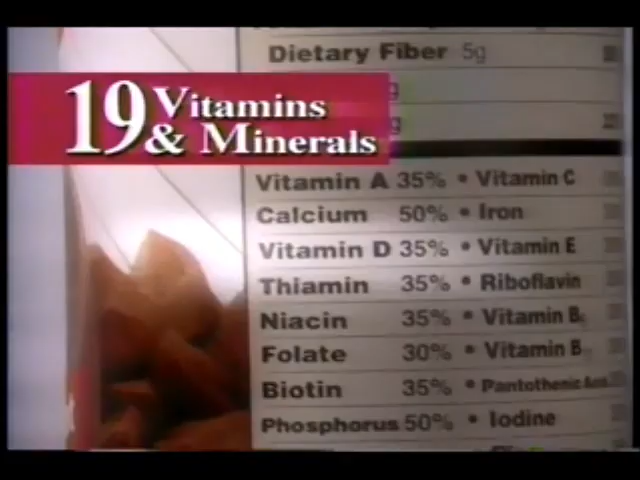 Dietary Fiber 5g
19 Vitamins
& Minerals
g
g
Vitamin A 35% • Vitamin C
Calcium 50% • Iron
Vitamin D 35% • Vitamin E
Thiamin 35% • Riboflavin
Niacin 35% • Vitamin B
Folate 30% • Vitamin B
Biotin 35% • Pantothenic Acid
Phosphorus 50% • Iodine